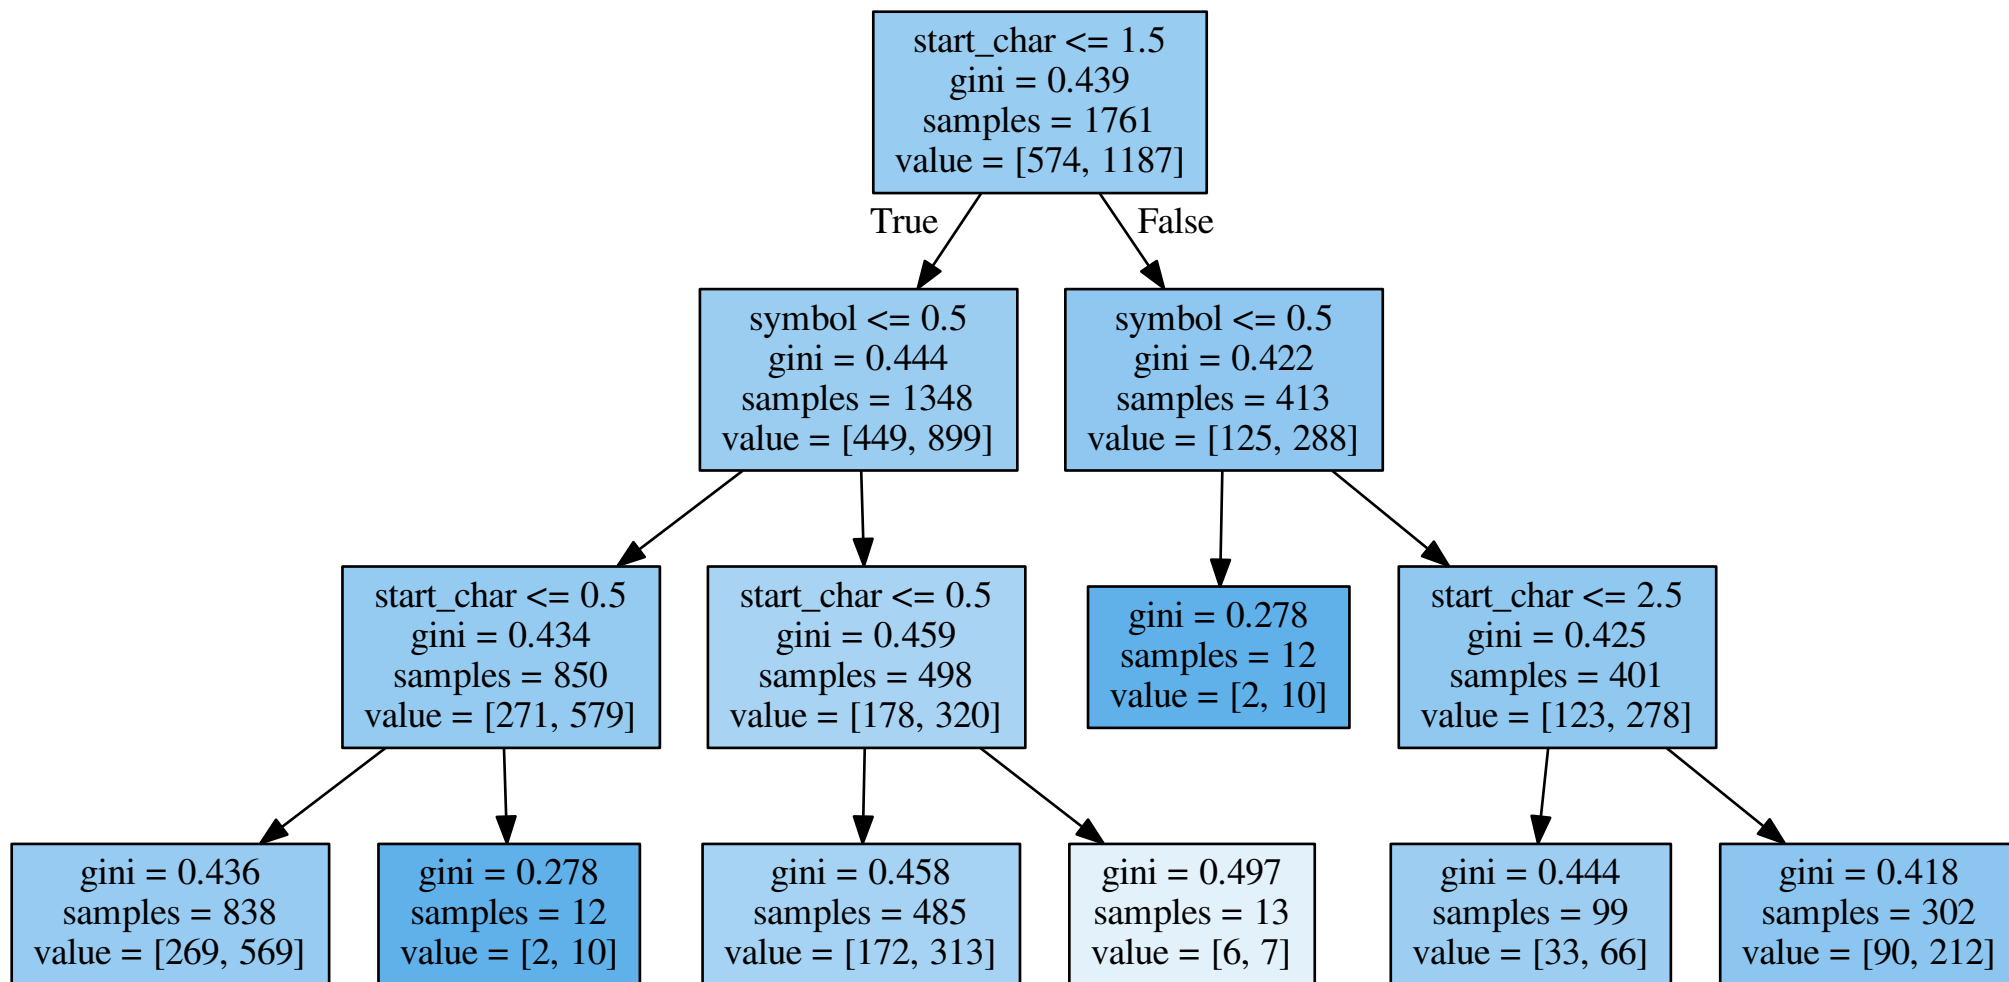 start_char <= 1.5
gini = 0.439
samples = 1761
value = [574, 1187]
True
False
symbol <= 0.5
gini = 0.444
samples = 1348
value = [449, 899]
symbol <= 0.5
gini = 0.422
samples = 413
value = [125, 288]
start_char <= 0.5
gini = 0.434
samples = 850
value = [271, 579]
start_char <= 0.5
gini = 0.459
samples = 498
value = [178, 320]
gini = 0.278
samples = 12
value = [2, 10]
start_char <= 2.5
gini = 0.425
samples = 401
value = [123, 278]
gini = 0.436
samples = 838
value = [269, 569]
gini = 0.278
samples = 12
value = [2, 10]
gini = 0.458
samples = 485
value = [172, 313]
gini = 0.497
samples = 13
value = [6, 7]
gini = 0.444
samples = 99
value = [33, 66]
gini = 0.418
samples = 302
value = [90, 212]